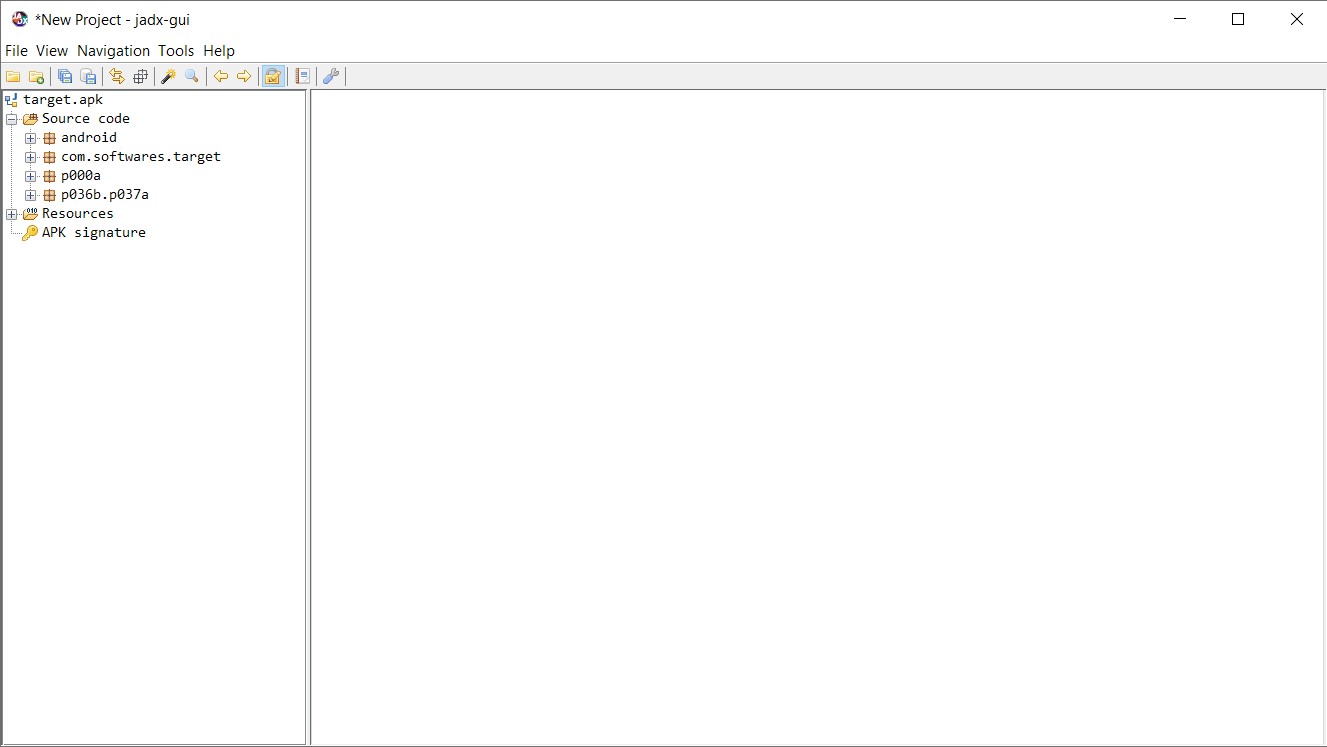 *New Project - jadx-gui
File View Navigation Tools Help
target.apk
Source code
android
com.softwares.target
p000a
p036b.p037a
Resources
APK signature